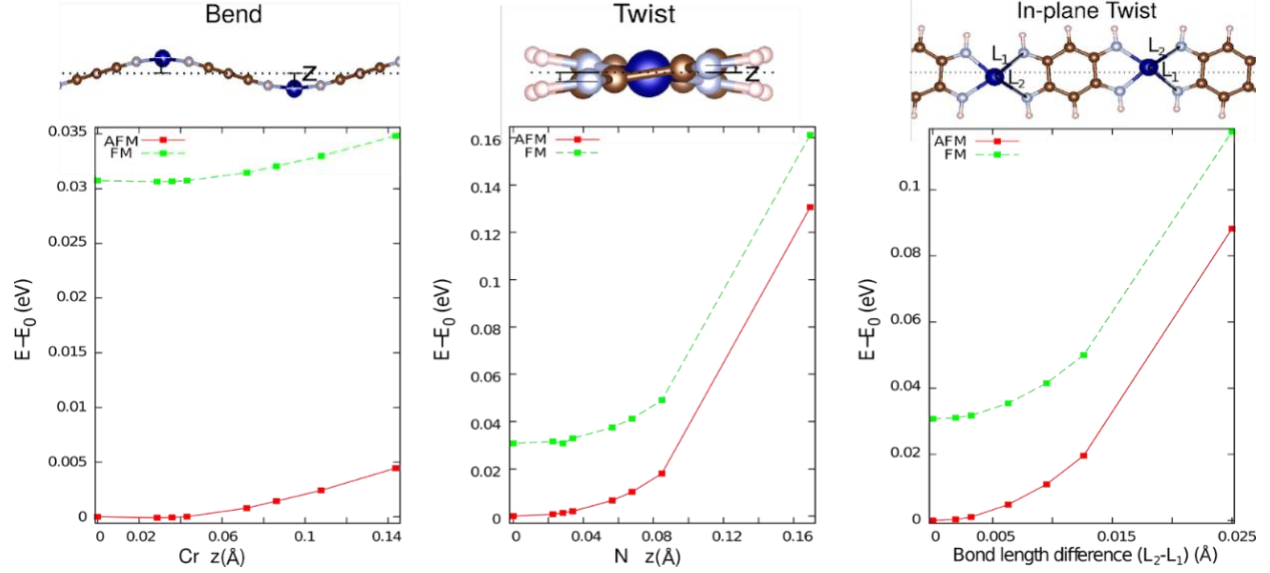 Bend
Z
AFM
FM
0.035
0.03
0.025
0.02
0.015
0.01
0.005
0
E−E0 (eV)
0 0.02 0.06 0.1 0.14
Cr z(Å)
Twist
Z
AFM
FM
0.16
0.14
0.12
0.1
0.08
0.06
0.04
0.02
0
E−E0 (eV)
0 0.04 0.08 0.12 0.16
N z(Å)
In-plane Twist
L1
L2
L2
L1
AFM
FM
0.1
0.08
0.06
0.04
0.02
0
E−E0 (eV)
0.005 0.015 0.025
Bond length difference (L2-L1) (Å)